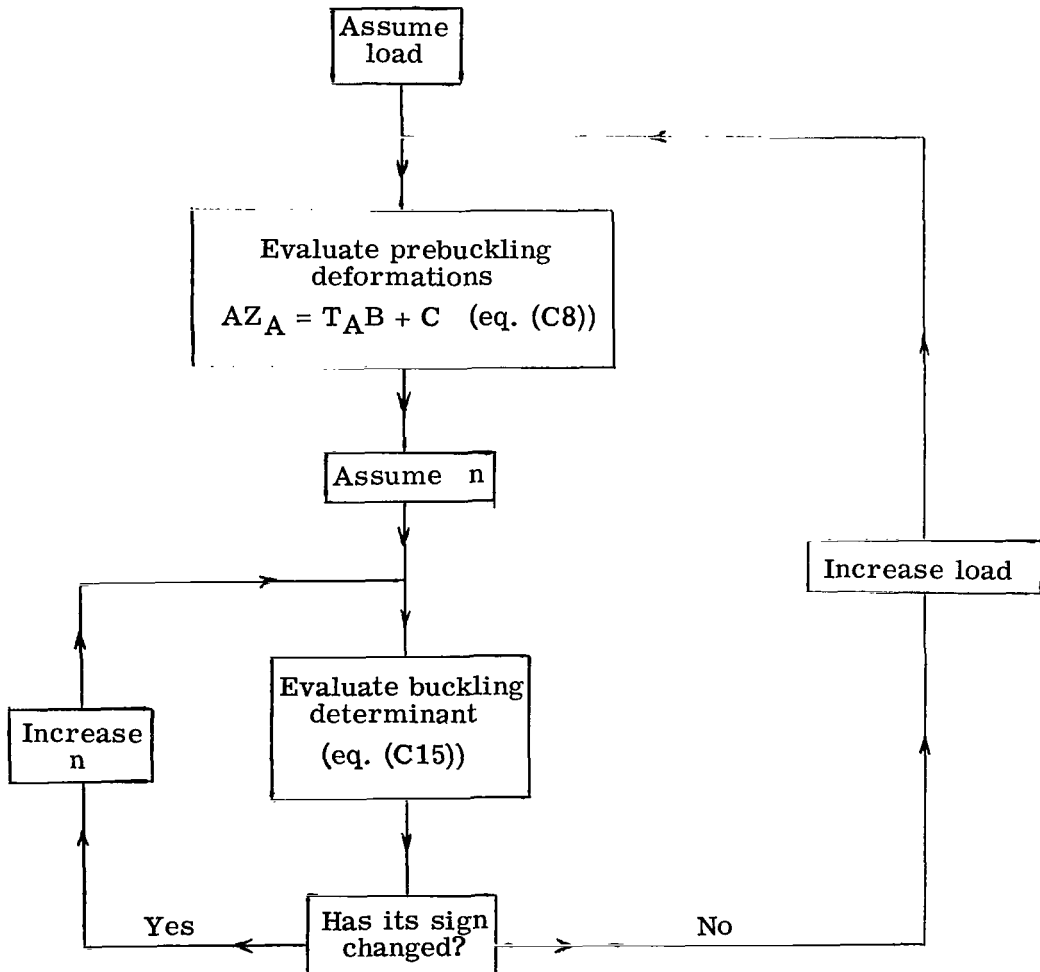 Assume
load
Evaluate prebuckling
deformations
AZ_A = T_AB + C (eq. (C8))
Assume n
Increase load
Evaluate buckling
determinant
(eq. (C15))
Increase
n
Yes
Has its sign
changed?
No